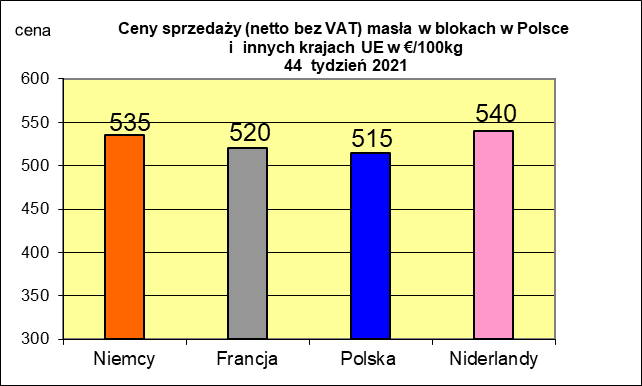 cena
Ceny sprzedaży (netto bez VAT) masła w blokach w Polsce
i innych krajach UE w €/100kg
44 tydzień 2021
600
550
500
450
400
350
300
535
520
515
540
Niemcy
Francja
Polska
Niderlandy